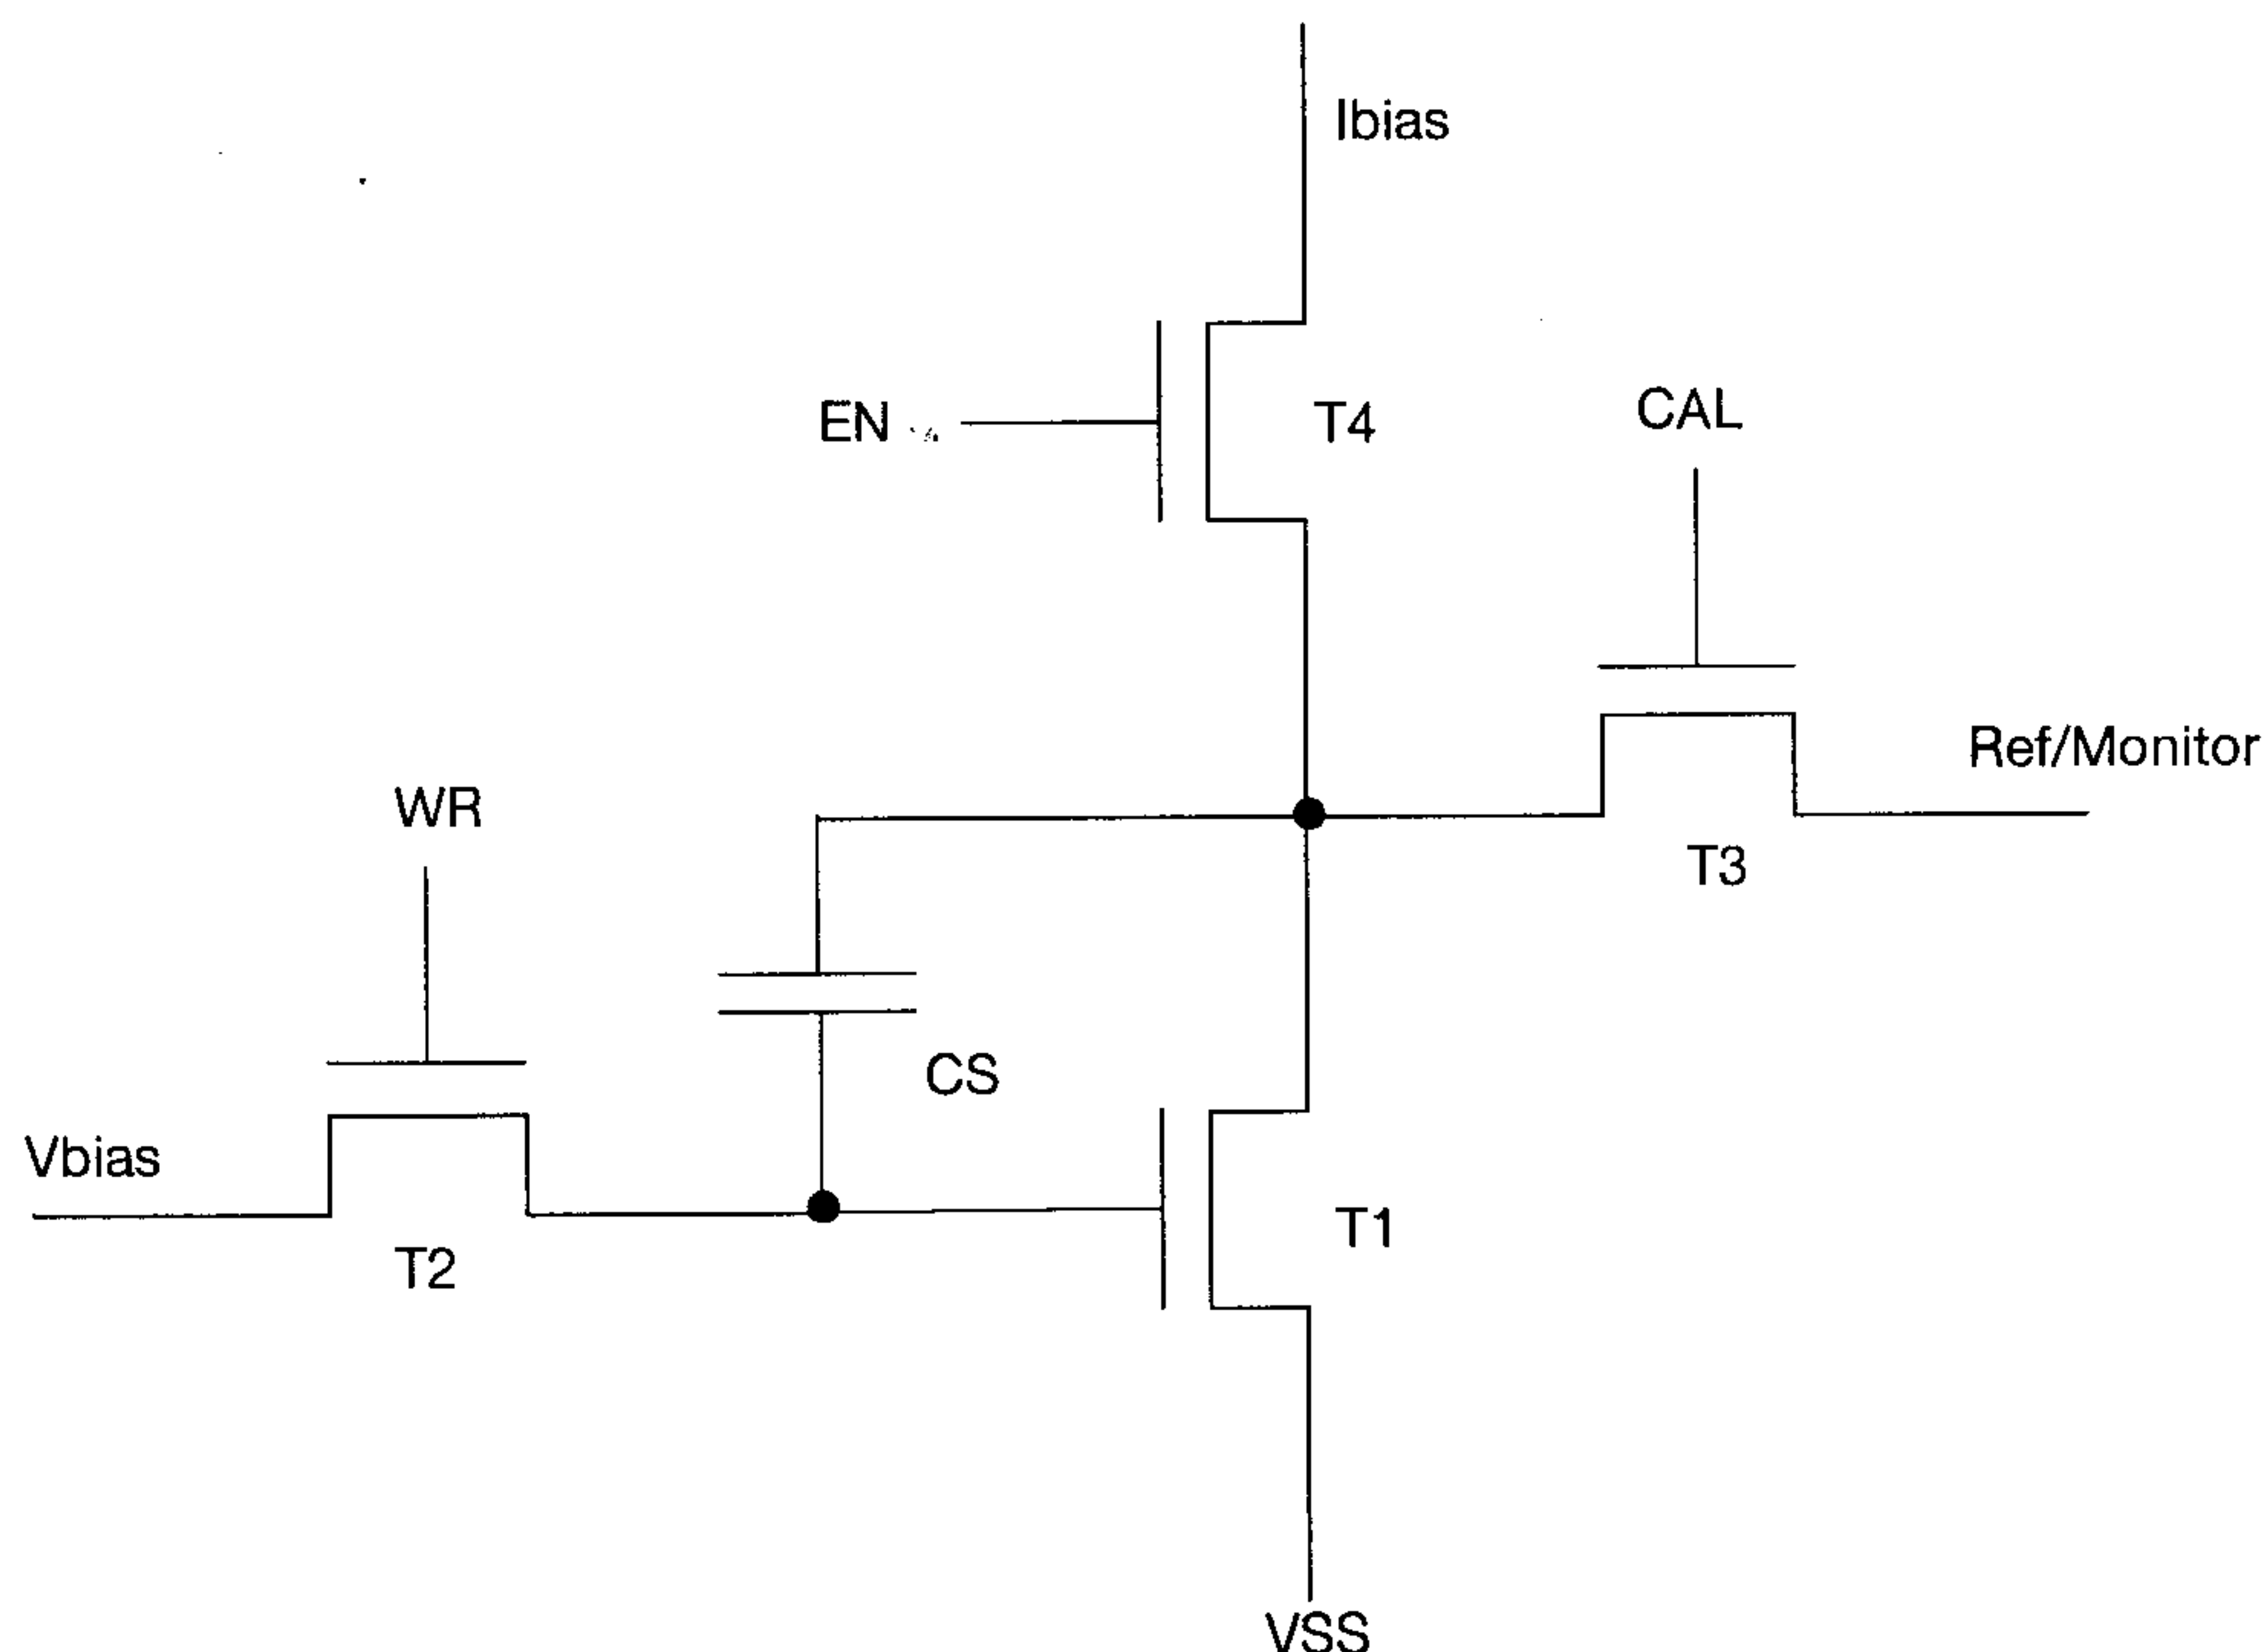 Ibias
EN
T4
CAL
Ref/Monitor
WR
T3
CS
Vbias
T1
T2
VSS